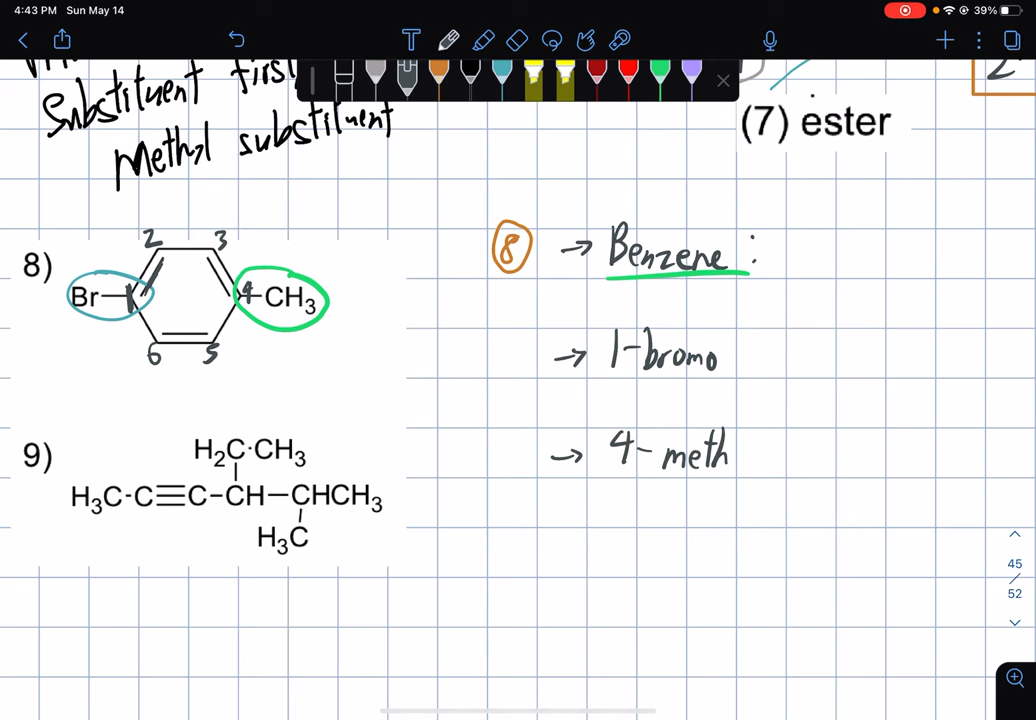 4:43 PM Sun May 14
39%
T
Substituent first
Methyl substituent
2
(7) ester
8)
Br
1
2
3
4
5
6
CH3
8 → Benzene :
→ 1-bromo
→ 4-meth
9)
H2C·CH3
H3C·C≡C-CH-CHCH3
H3C
45
/
52